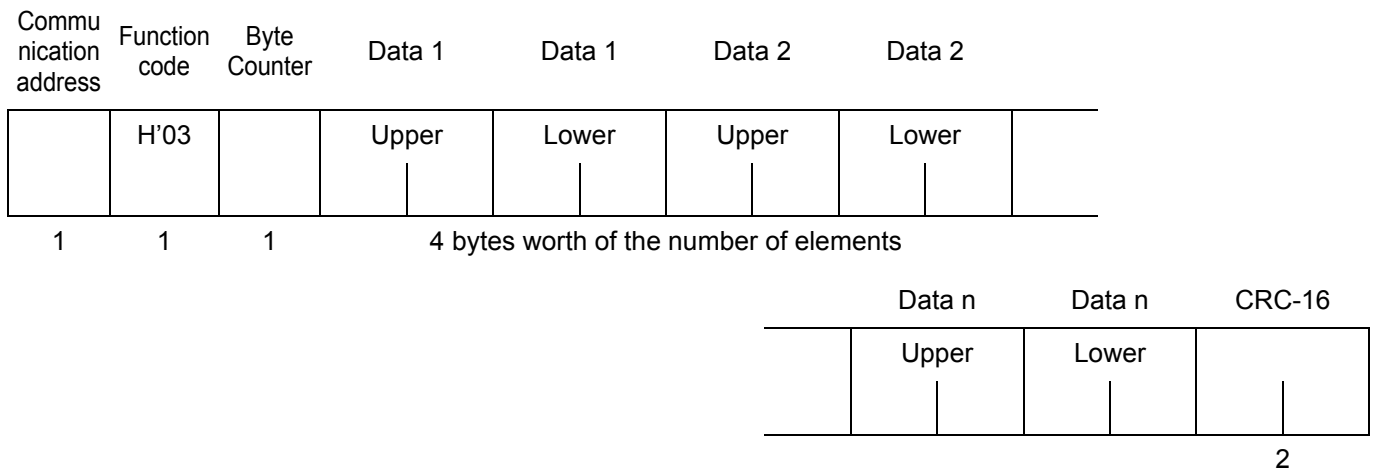 Commu
nication
address
Function
code
Byte
Counter
Data 1
Data 1
Data 2
Data 2
H'03
Upper
Lower
Upper
Lower
1
1
1
4 bytes worth of the number of elements
Data n
Data n
CRC-16
Upper
Lower
2